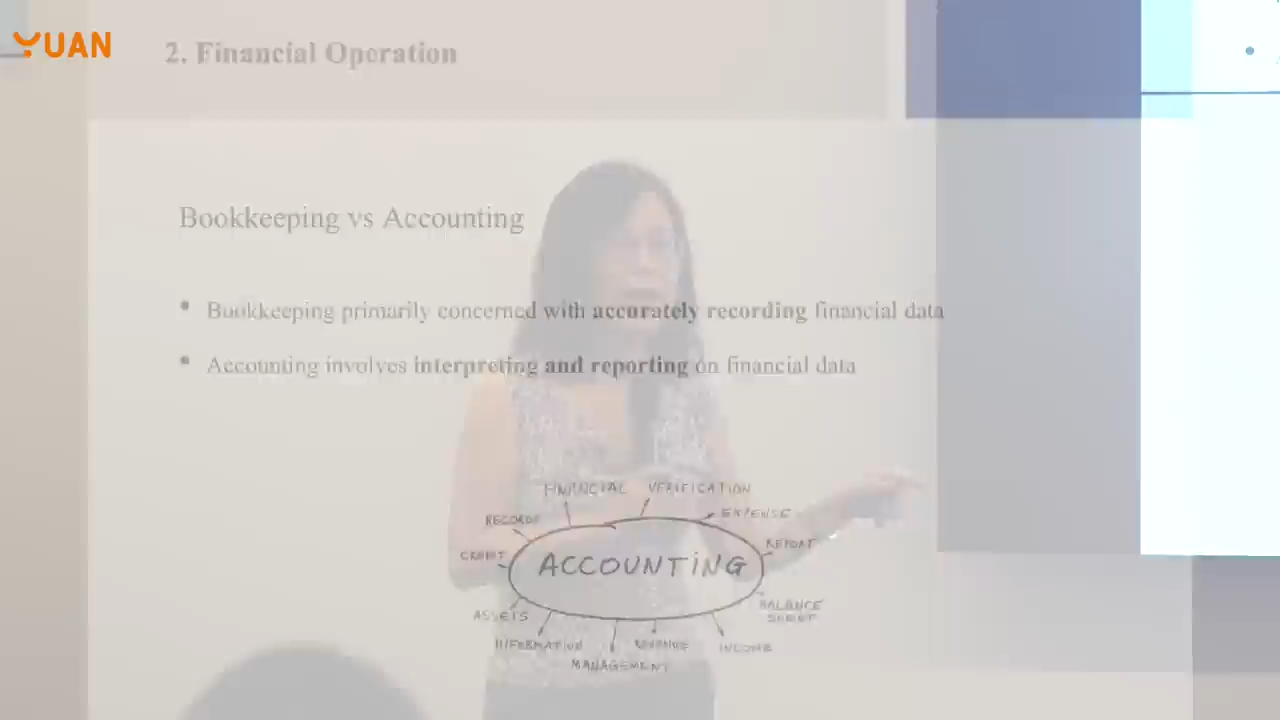 YUAN
2. Financial Operation
Bookkeeping vs Accounting
• Bookkeeping primarily concerned with accurately recording financial data
• Accounting involves interpreting and reporting on financial data
FINANCIAL VERIFICATION
RECORDS EXPENSE
CREDIT REPORT
ACCOUNTING
ASSETS BALANCE SHEET
INFORMATION REVENUE INCOME
MANAGEMENT